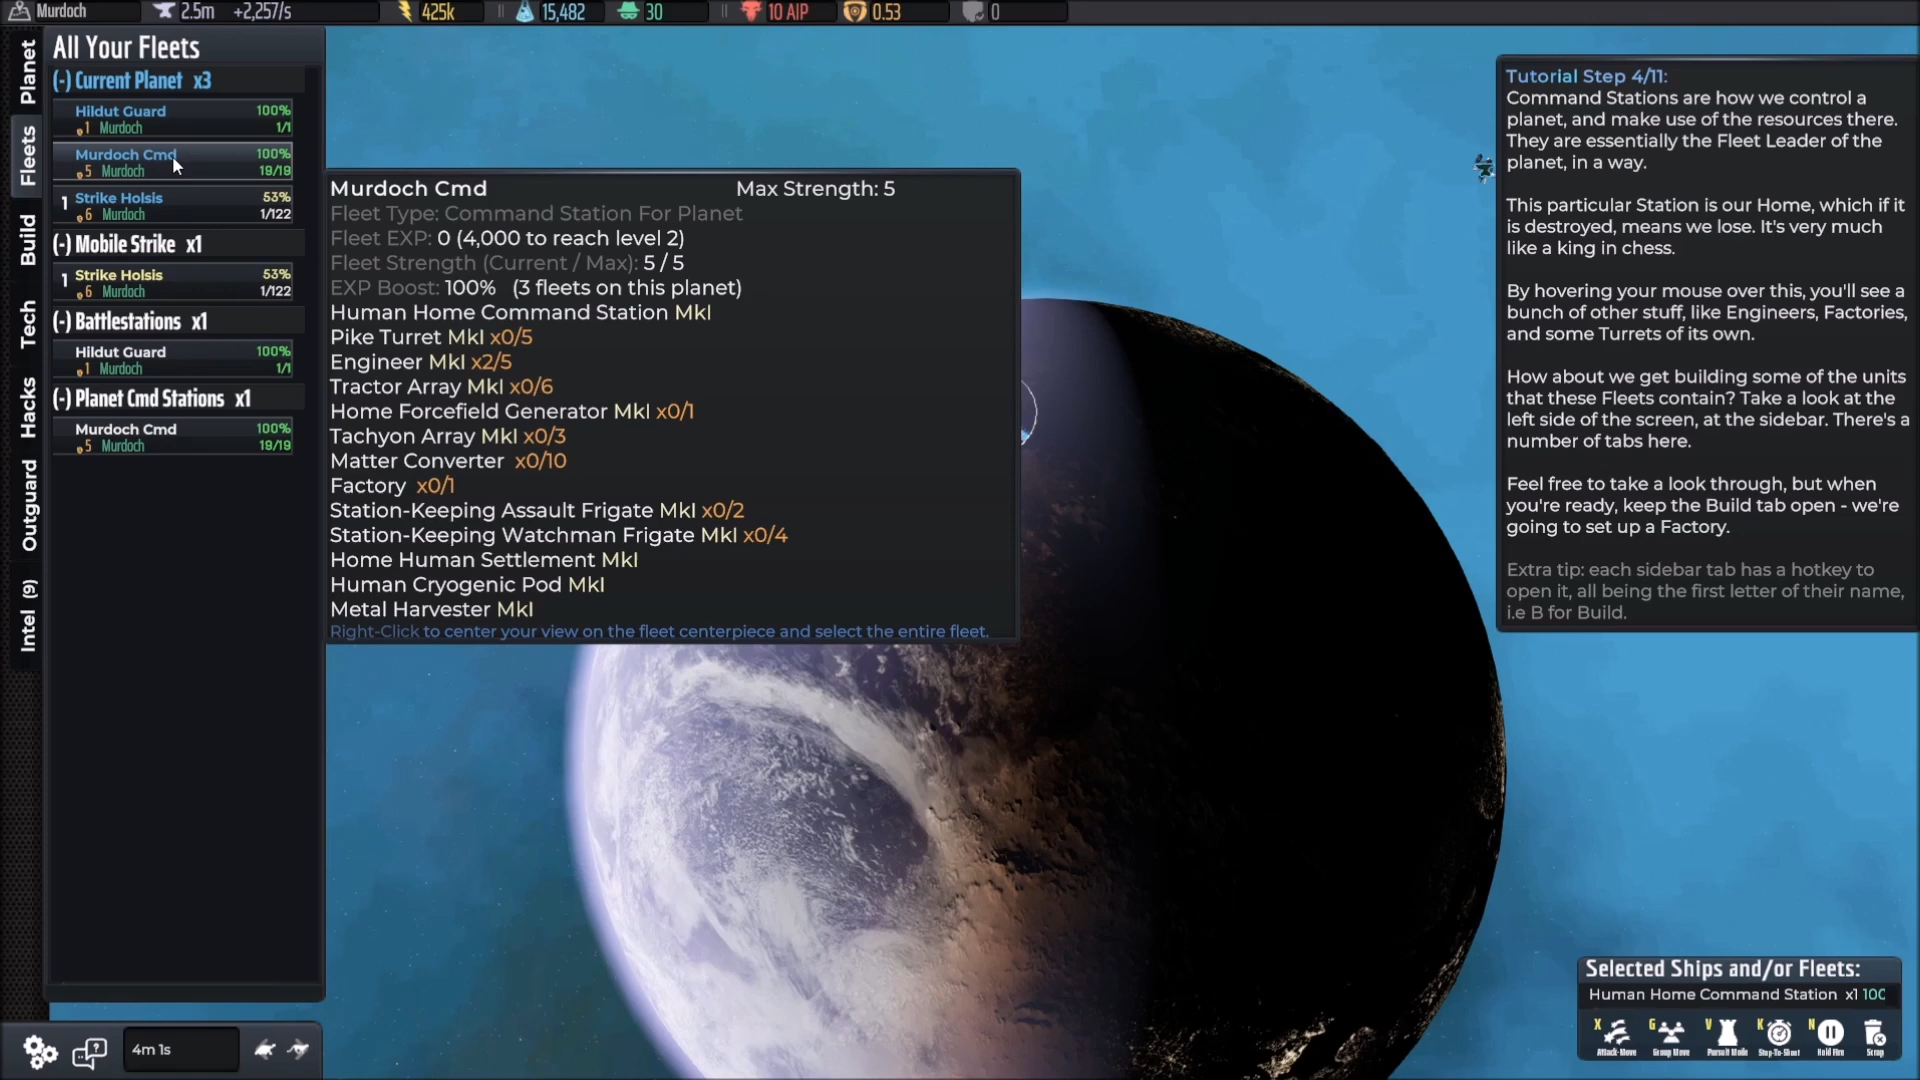 Murdoch 2.5m +2,257/s 425k 15,482 30 10 AIP 0.53 0
Planet
Fleets
Build
Tech
Hacks
Outguard
Intel (9)
All Your Fleets
(-) Current Planet x3
Hildut Guard 100%
1 Murdoch 1/1
Murdoch Cmd 100%
5 Murdoch 19/19
1 Strike Holsis 53%
6 Murdoch 1/122
(-) Mobile Strike x1
1 Strike Holsis 53%
6 Murdoch 1/122
(-) Battlestations x1
Hildut Guard 100%
1 Murdoch 1/1
(-) Planet Cmd Stations x1
Murdoch Cmd 100%
5 Murdoch 19/19
Murdoch Cmd Max Strength: 5
Fleet Type: Command Station For Planet
Fleet EXP: 0 (4,000 to reach level 2)
Fleet Strength (Current / Max): 5 / 5
EXP Boost: 100% (3 fleets on this planet)
Human Home Command Station MkI
Pike Turret MkI x0/5
Engineer MkI x2/5
Tractor Array MkI x0/6
Home Forcefield Generator MkI x0/1
Tachyon Array MkI x0/3
Matter Converter x0/10
Factory x0/1
Station-Keeping Assault Frigate MkI x0/2
Station-Keeping Watchman Frigate MkI x0/4
Home Human Settlement MkI
Human Cryogenic Pod MkI
Metal Harvester MkI
Right-Click to center your view on the fleet centerpiece and select the entire fleet.
Tutorial Step 4/11:
Command Stations are how we control a
planet, and make use of the resources there.
They are essentially the Fleet Leader of the
planet, in a way.
This particular Station is our Home, which if it
is destroyed, means we lose. It's very much
like a king in chess.
By hovering your mouse over this, you'll see a
bunch of other stuff, like Engineers, Factories,
and some Turrets of its own.
How about we get building some of the units
that these Fleets contain? Take a look at the
left side of the screen, at the sidebar. There's a
number of tabs here.
Feel free to take a look through, but when
you're ready, keep the Build tab open - we're
going to set up a Factory.
Extra tip: each sidebar tab has a hotkey to
open it, all being the first letter of their name,
i.e B for Build.
Selected Ships and/or Fleets:
Human Home Command Station x1 100
X G V K N
Attack-Move Group Move Pursuit Mode Stop-To-Shoot Hold Fire Scrap
4m 1s